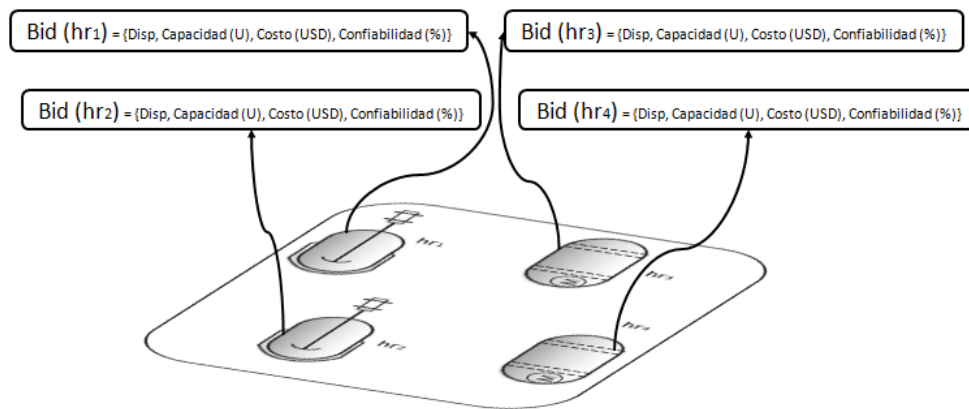 Bid (hr1) = {Disp, Capacidad (U), Costo (USD), Confiabilidad (%)}
Bid (hr3) = {Disp, Capacidad (U), Costo (USD), Confiabilidad (%)}
Bid (hr2) = {Disp, Capacidad (U), Costo (USD), Confiabilidad (%)}
Bid (hr4) = {Disp, Capacidad (U), Costo (USD), Confiabilidad (%)}
hr1
hr3
hr2
hr4